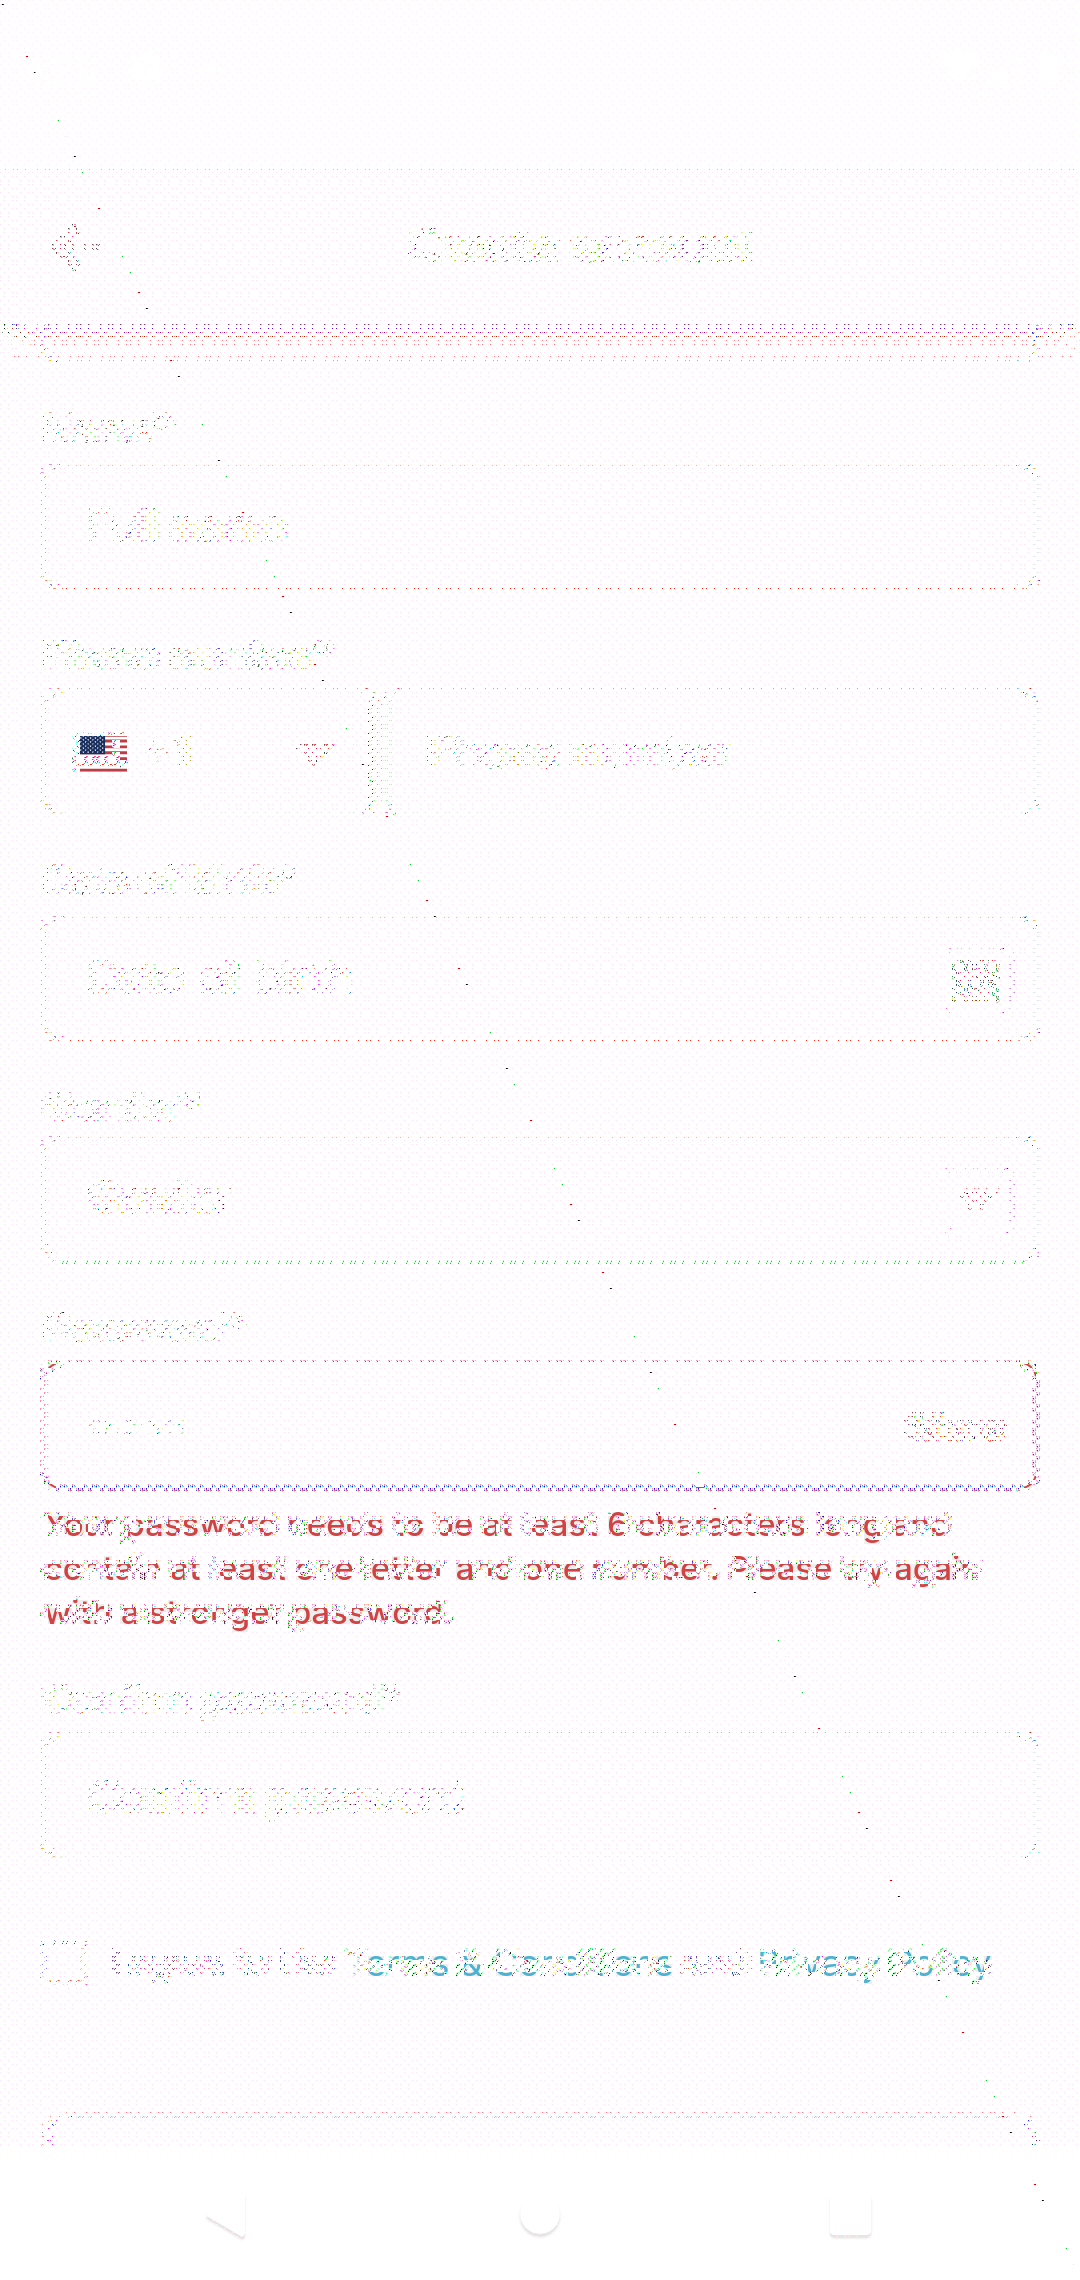 Create account
Name*
Full name
Phone number*
+1
Phone number
Date of birth*
Date of birth
Gender*
Gender
Password*
Show
Your password needs to be at least 6 characters long and
contain at least one letter and one number. Please try again
with a stronger password.
Confirm password*
Confirm password
I agree to the Terms & Conditions and Privacy Policy